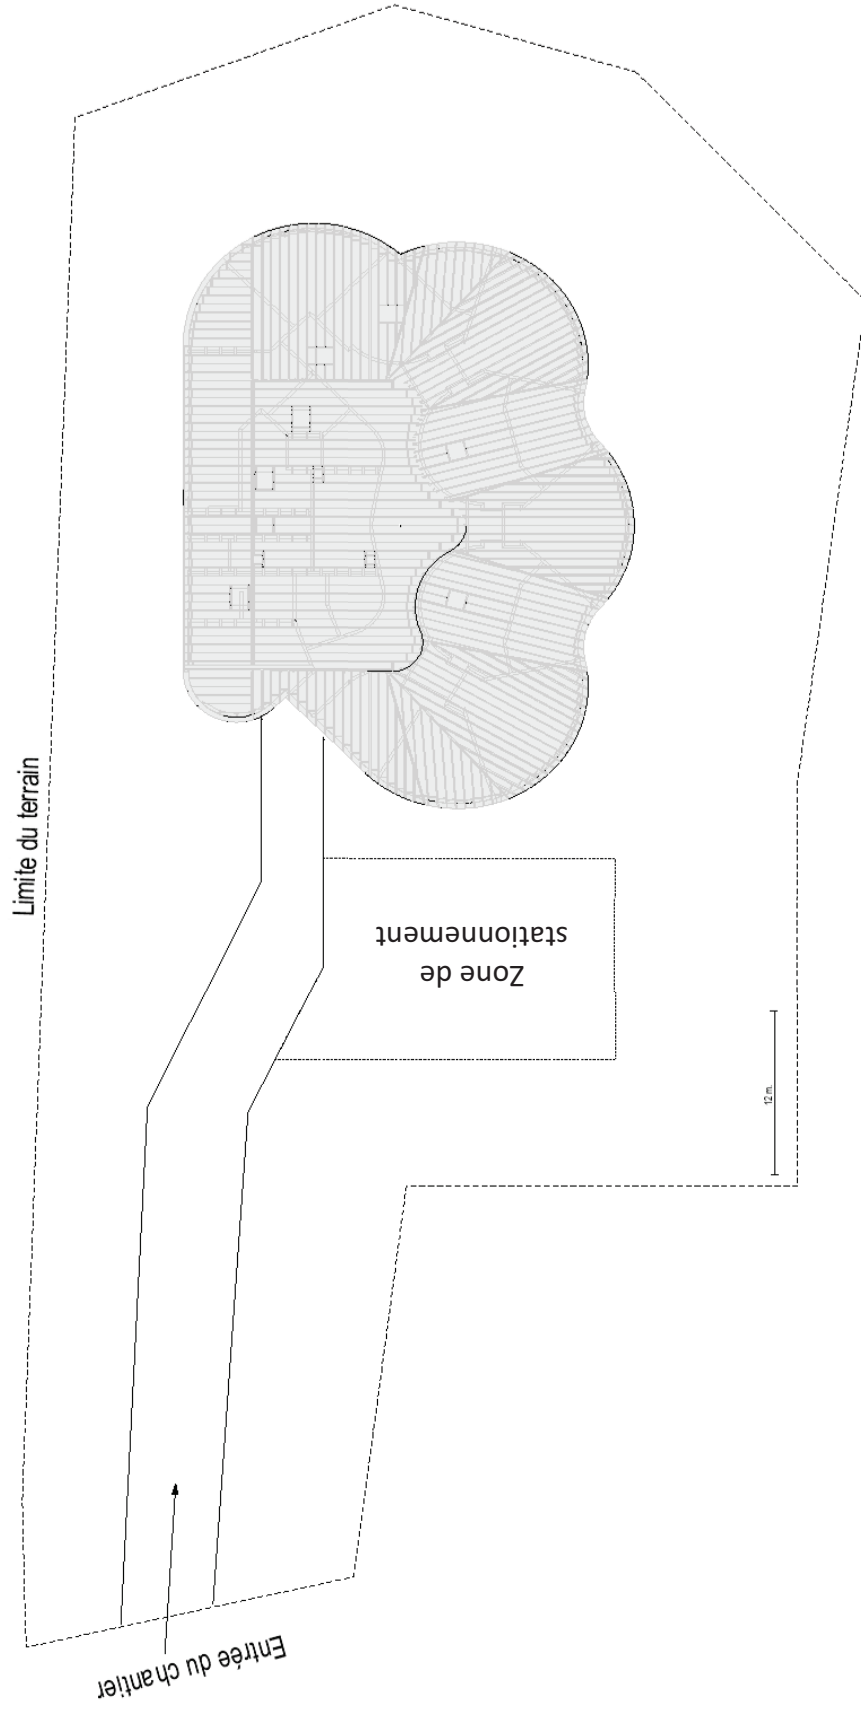 Limite du terrain
Zone de
stationnement
12 m.
Entrée du chantier